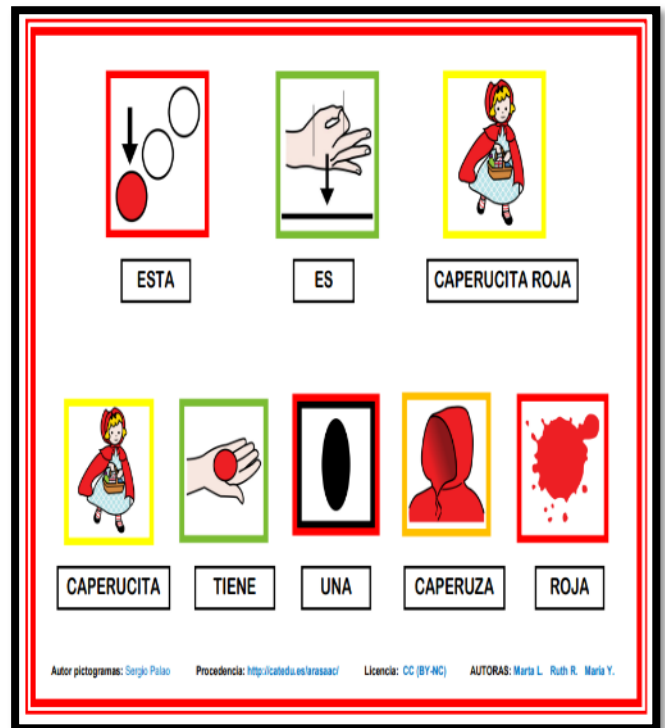 ESTA ES CAPERUCITA ROJA
CAPERUCITA TIENE UNA CAPERUZA ROJA
Autor pictogramas: Sergio Palao Procedencia: http://catedu.es/arasaac/ Licencia: CC (BY-NC) AUTORAS: Marta L. Ruth R. Maria Y.